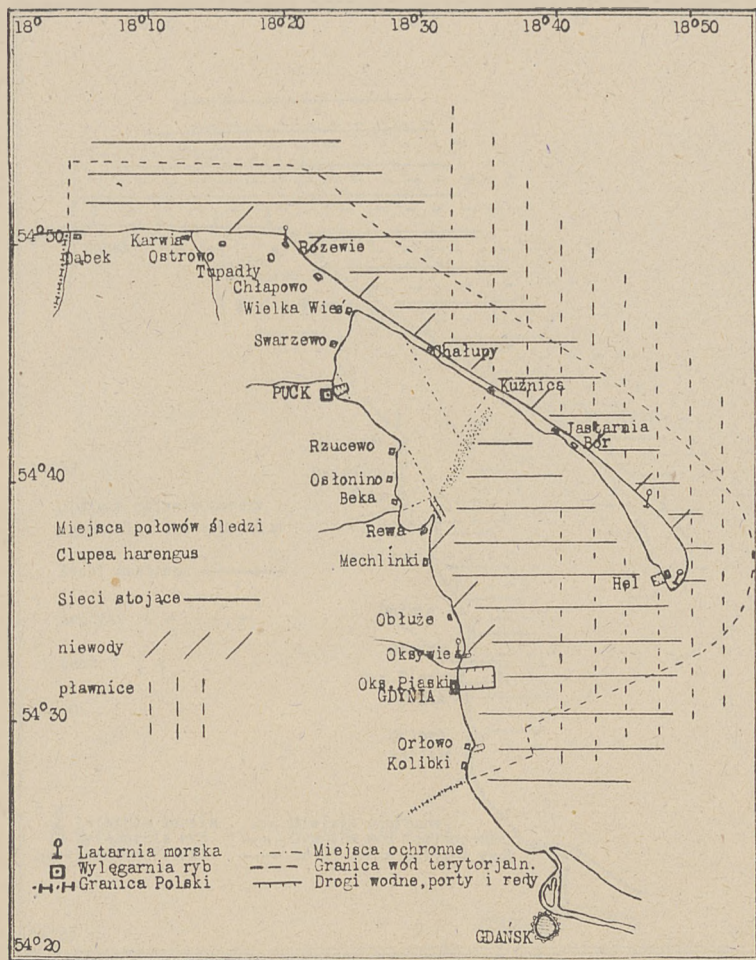 18° 18°10 18°20 18°30 18°40 18°50
54°50
Dąbek
Karwia
Ostrowo
Tupadły
Rozewie
Chłapowo
Wielka Wieś
Swarzewo
Chałupy
PUCK
Kuźnica
Jastarnia
Bór
Rzucewo
54°40
Osłonino
Beka
Miejsca połowów śledzi
Rewa
Clupea harengus
Mechlinki
Hel
Sieci stojące
Obłuże
niewody
Oksywie
pławnice
Oks.Piaski
GDYNIA
54°30
Orłowo
Kolibki
Latarnia morska
Wylęgarnia ryb
Granica Polski
Miejsca ochronne
Granica wód terytorjaln.
Drogi wodne,porty i redy
GDAŃSK
54°20